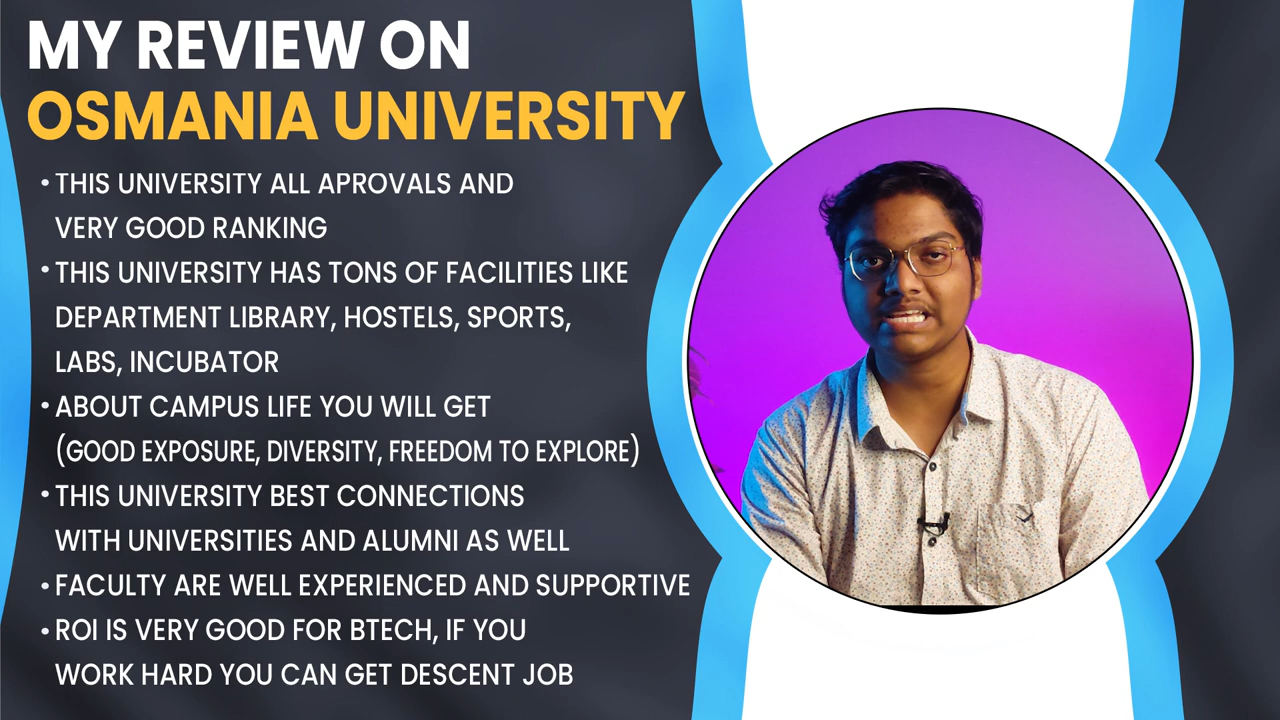 MY REVIEW ON
OSMANIA UNIVERSITY
• THIS UNIVERSITY ALL APROVALS AND
VERY GOOD RANKING
• THIS UNIVERSITY HAS TONS OF FACILITIES LIKE
DEPARTMENT LIBRARY, HOSTELS, SPORTS,
LABS, INCUBATOR
• ABOUT CAMPUS LIFE YOU WILL GET
(GOOD EXPOSURE, DIVERSITY, FREEDOM TO EXPLORE)
• THIS UNIVERSITY BEST CONNECTIONS
WITH UNIVERSITIES AND ALUMNI AS WELL
• FACULTY ARE WELL EXPERIENCED AND SUPPORTIVE
• ROI IS VERY GOOD FOR BTECH, IF YOU
WORK HARD YOU CAN GET DESCENT JOB